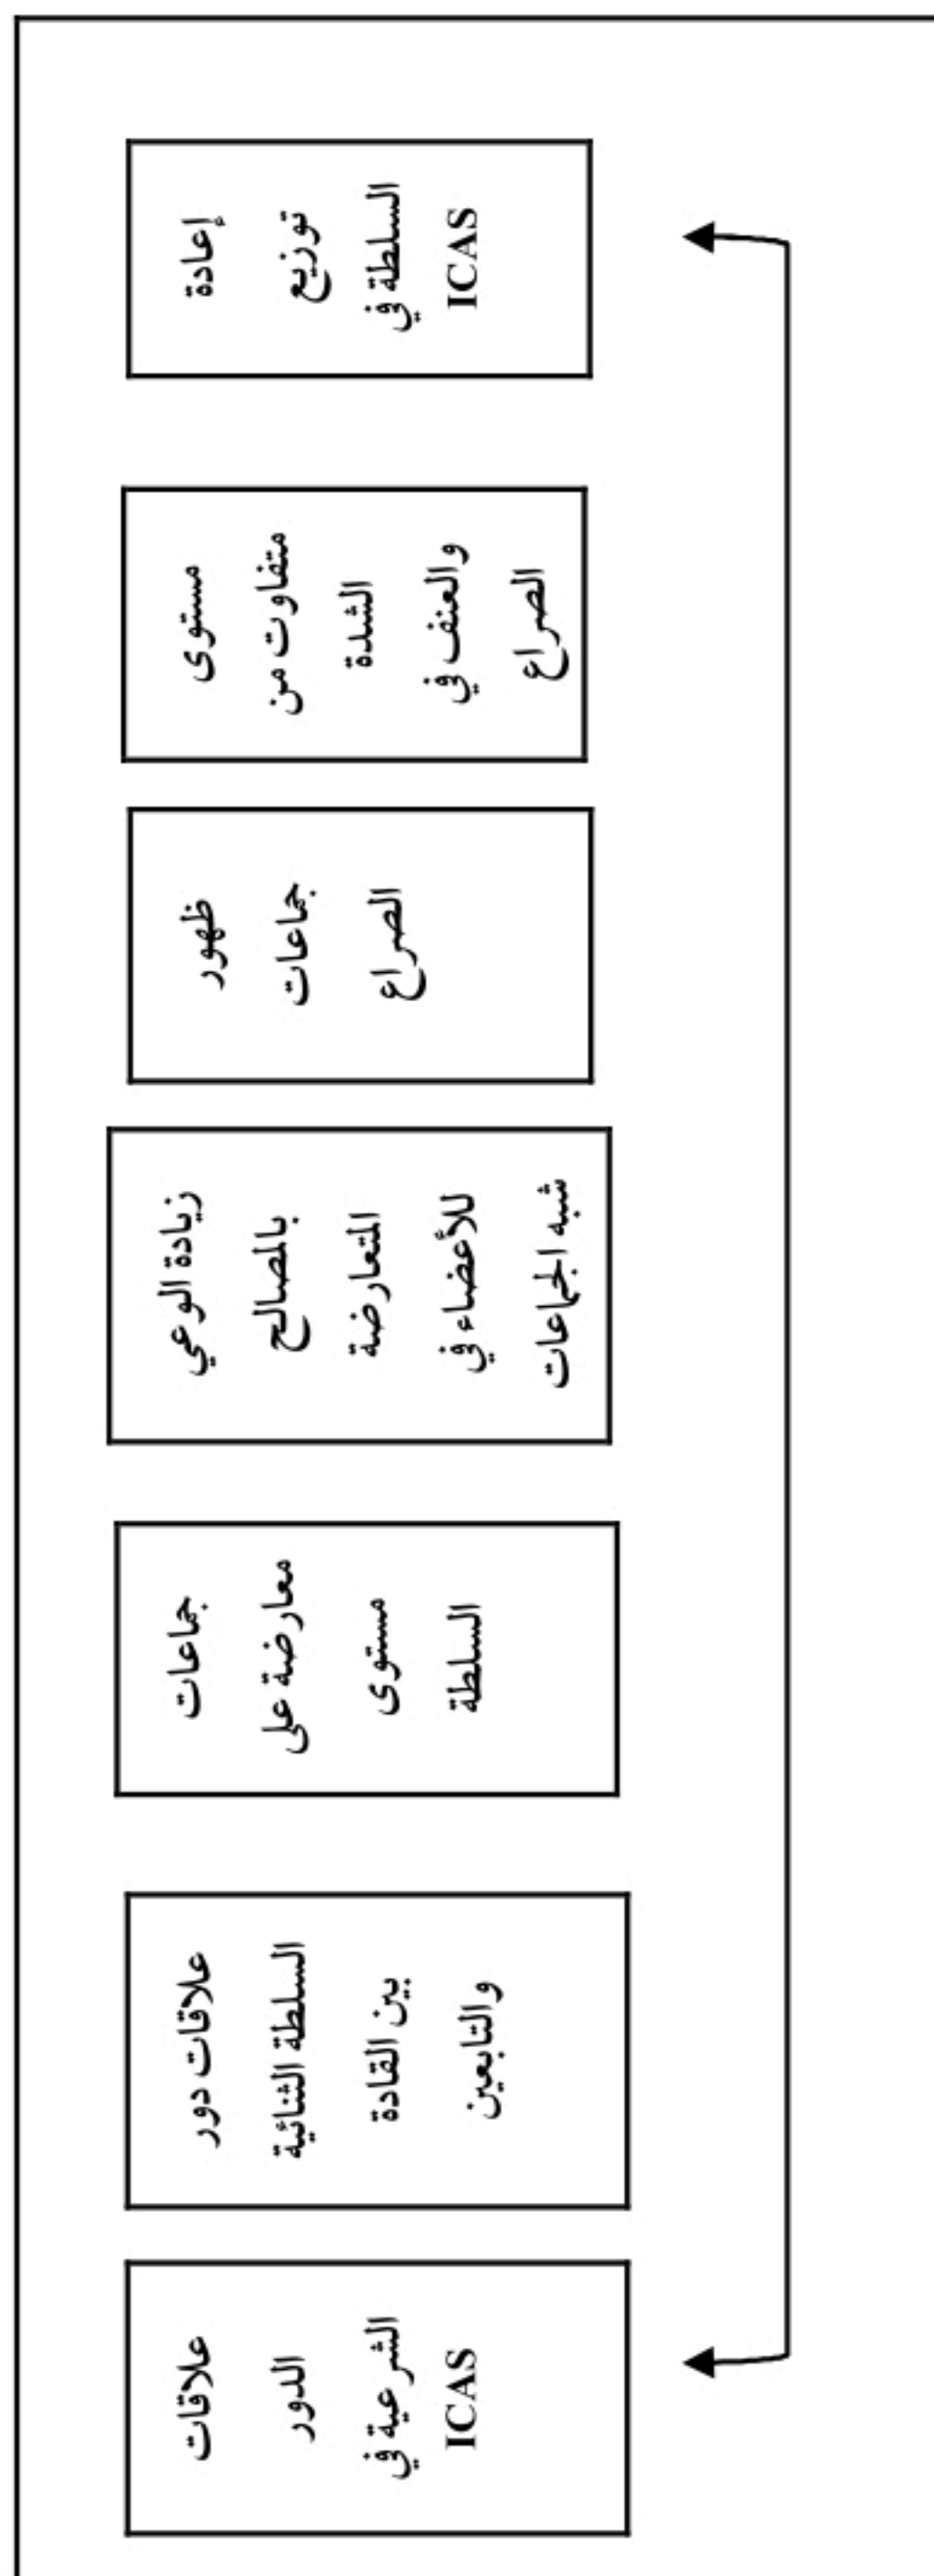 علاقات
الدور
الشرعية في
ICAS
علاقات دور
السلطة الثنائية
بين القادة
والتابعين
جماعات
معارضة على
مستوى
السلطة
زيادة الوعي
بالمصالح
المتعارضة
للأعضاء في
شبه الجماعات
ظهور
جماعات
الصراع
مستوى
متفاوت من
الشدة
والعنف في
الصراع
إعادة
توزيع
السلطة في
ICAS